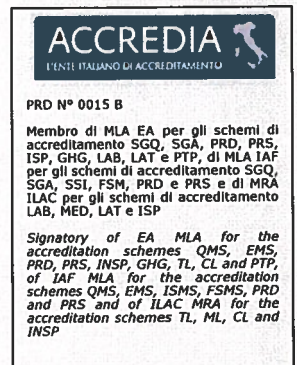 ACCREDIA
L'ENTE ITALIANO DI ACCREDITAMENTO
PRD N° 0015 B
Membro di MLA EA per gli schemi di
accreditamento SGQ, SGA, PRD, PRS,
ISP, GHG, LAB, LAT e PTP, di MLA IAF
per gli schemi di accreditamento SGQ,
SGA, SSI, FSM, PRD e PRS e di MRA
ILAC per gli schemi di accreditamento
LAB, MED, LAT e ISP
Signatory of EA MLA for the
accreditation schemes QMS, EMS,
PRD, PRS, INSP, GHG, TL, CL and PTP,
of IAF MLA for the accreditation
schemes QMS, EMS, ISMS, FSMS, PRD
and PRS and of ILAC MRA for the
accreditation schemes TL, ML, CL and
INSP